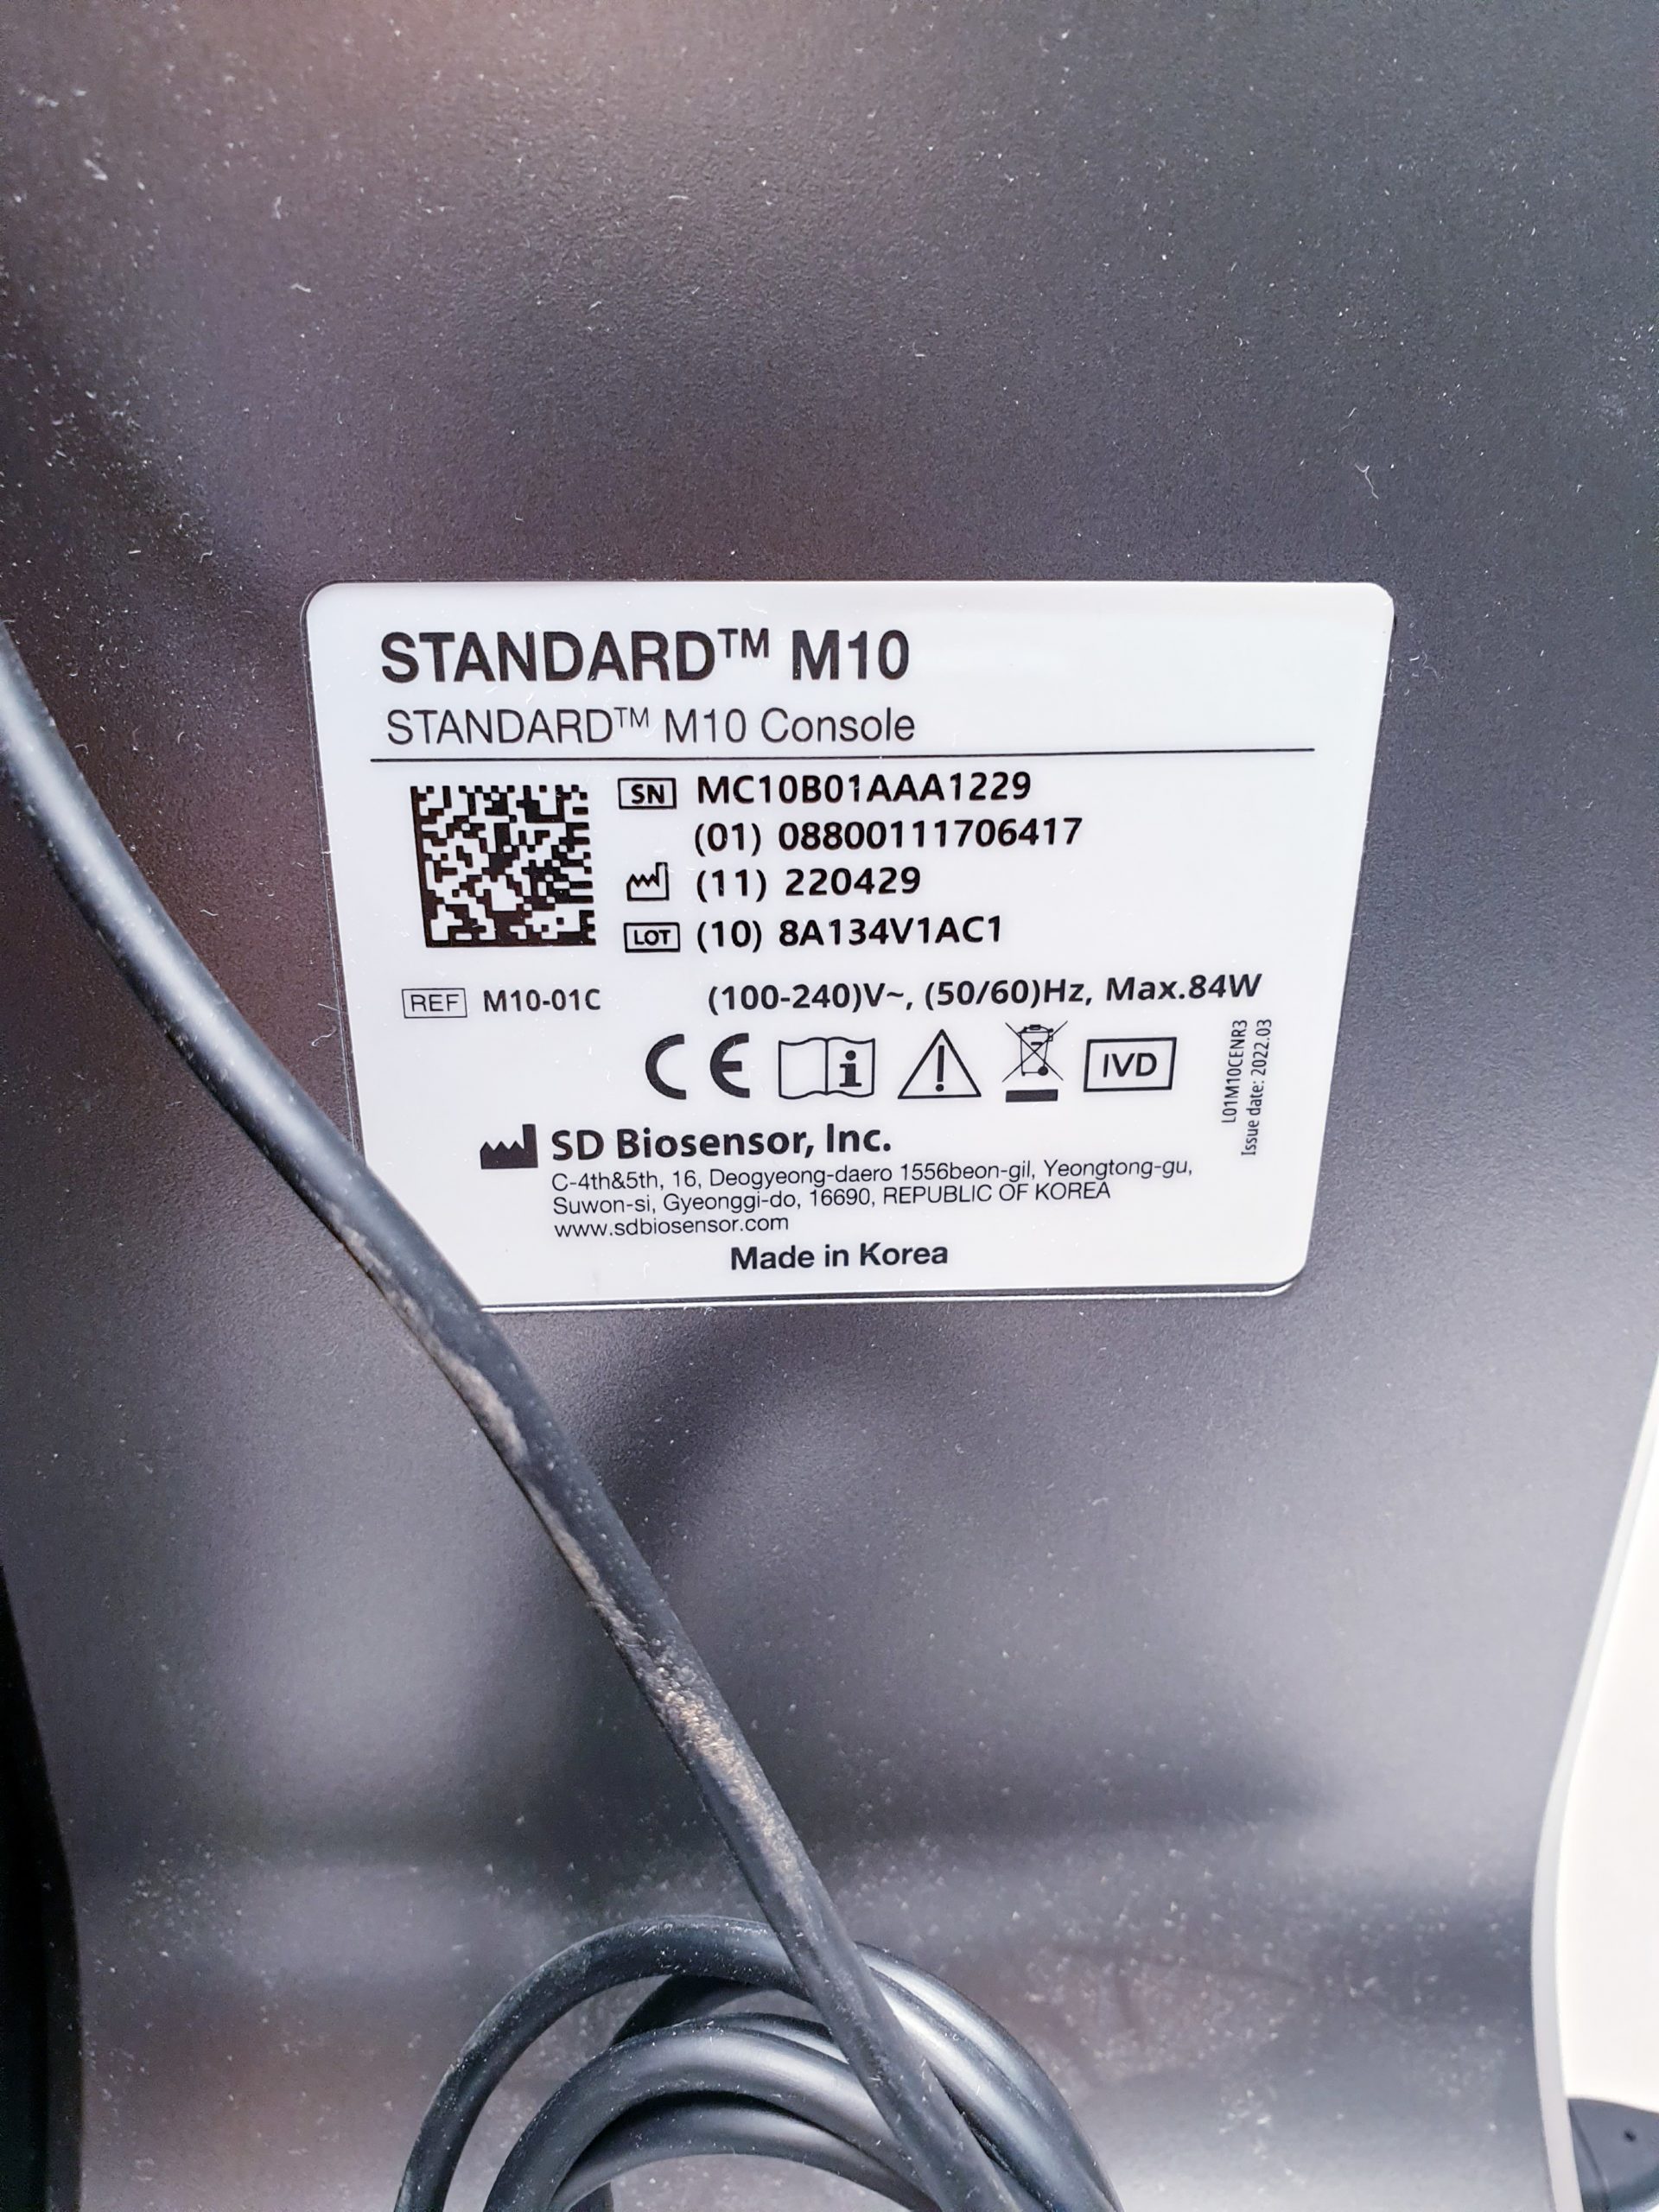 STANDARD™ M10
STANDARD™ M10 Console
SN MC10B01AAA1229
(01) 08800111706417
(11) 220429
LOT (10) 8A134V1AC1
REF M10-01C (100-240)V~, (50/60)Hz, Max.84W
CE i IVD
L01M10CENR3
Issue date: 2022.03
SD Biosensor, Inc.
C-4th&5th, 16, Deogyeong-daero 1556beon-gil, Yeongtong-gu,
Suwon-si, Gyeonggi-do, 16690, REPUBLIC OF KOREA
www.sdbiosensor.com
Made in Korea